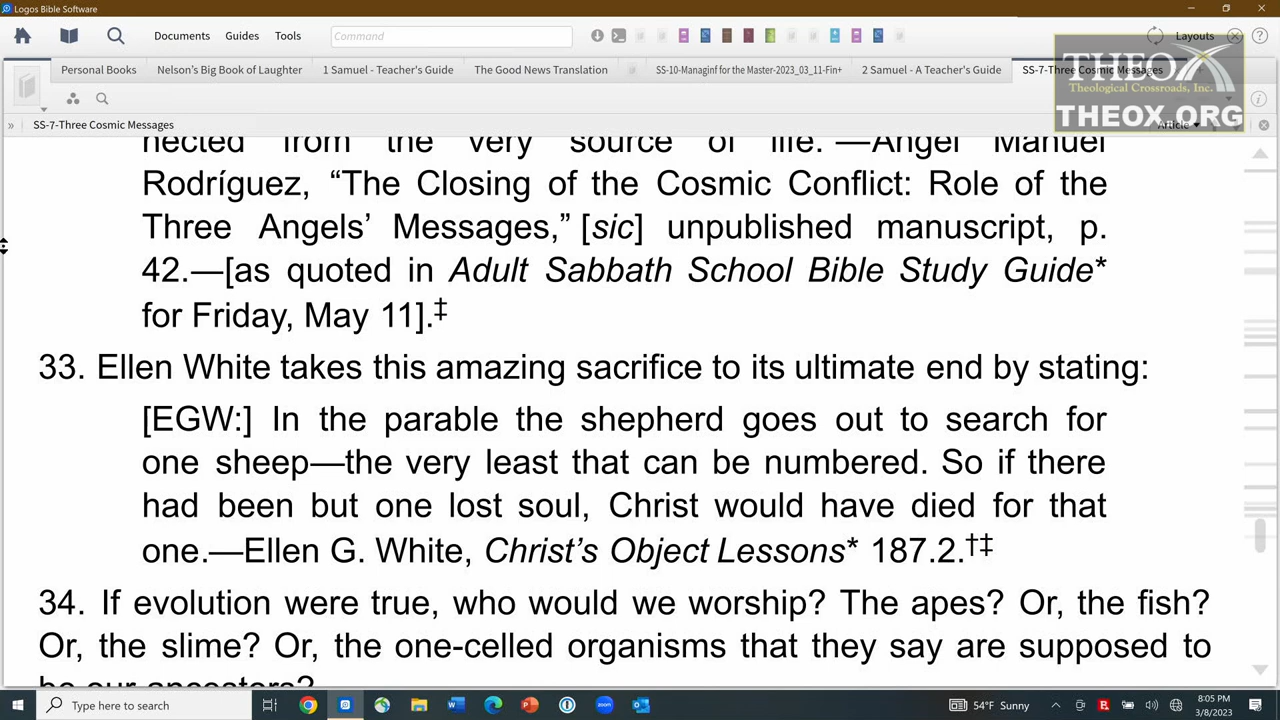 Logos Bible Software
Documents Guides Tools Command Layouts
Personal Books Nelson's Big Book of Laughter 1 Samuel - A Teacher's The Good News Translation SS-10-Managinf for the Master-2023_03_11-Fin+ 2 Samuel - A Teacher's Guide SS-7-Three Cosmic Messages
THEOX
Theological Crossroads, Inc.
THEOX.ORG
SS-7-Three Cosmic Messages Article
nected from the very source of life. —Ángel Manuel
Rodríguez, “The Closing of the Cosmic Conflict: Role of the
Three Angels’ Messages,” [sic] unpublished manuscript, p.
42.—[as quoted in Adult Sabbath School Bible Study Guide*
for Friday, May 11].‡
33. Ellen White takes this amazing sacrifice to its ultimate end by stating:
[EGW:] In the parable the shepherd goes out to search for
one sheep—the very least that can be numbered. So if there
had been but one lost soul, Christ would have died for that
one.—Ellen G. White, Christ’s Object Lessons* 187.2.†‡
34. If evolution were true, who would we worship? The apes? Or, the fish?
Or, the slime? Or, the one-celled organisms that they say are supposed to
be our ancestors?
Type here to search 54°F Sunny 8:05 PM
3/8/2023